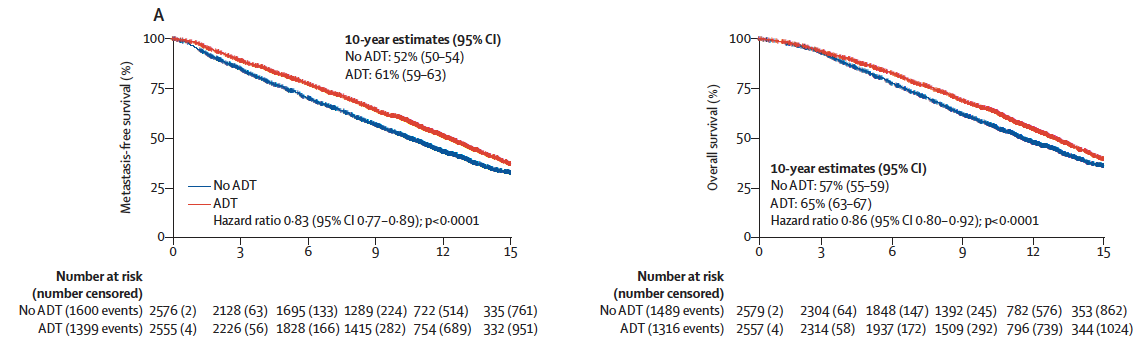 A
100
75
50
25
0
Metastasis-free survival (%)
10-year estimates (95% CI)
No ADT: 52% (50–54)
ADT: 61% (59–63)
No ADT
ADT
Hazard ratio 0·83 (95% CI 0·77–0·89); p<0·0001
0 3 6 9 12 15
Number at risk
(number censored)
No ADT (1600 events) 2576 (2) 2128 (63) 1695 (133) 1289 (224) 722 (514) 335 (761)
ADT (1399 events) 2555 (4) 2226 (56) 1828 (166) 1415 (282) 754 (689) 332 (951)
100
75
50
25
0
Overall survival (%)
10-year estimates (95% CI)
No ADT: 57% (55–59)
ADT: 65% (63–67)
Hazard ratio 0·86 (95% CI 0·80–0·92); p<0·0001
0 3 6 9 12 15
Number at risk
(number censored)
No ADT (1489 events) 2579 (2) 2304 (64) 1848 (147) 1392 (245) 782 (576) 353 (862)
ADT (1316 events) 2557 (4) 2314 (58) 1937 (172) 1509 (292) 796 (739) 344 (1024)